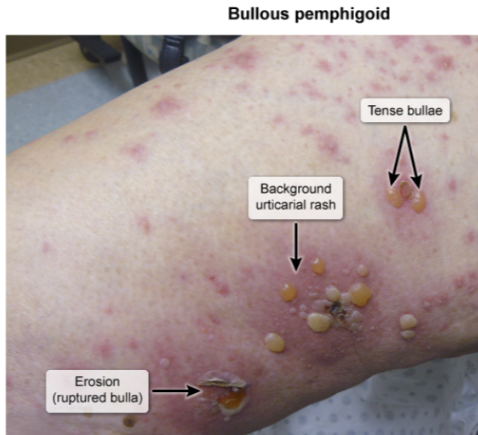 Bullous pemphigoid
Tense bullae
Background
urticarial rash
Erosion
(ruptured bulla)